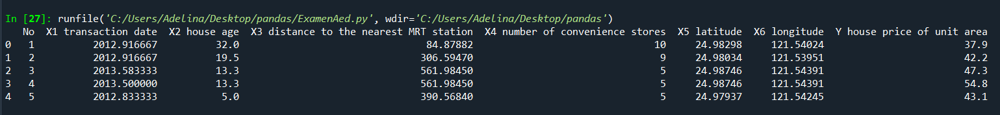 In [27]: runfile('C:/Users/Adelina/Desktop/pandas/ExamenAed.py', wdir='C:/Users/Adelina/Desktop/pandas')
No X1 transaction date X2 house age X3 distance to the nearest MRT station X4 number of convenience stores X5 latitude X6 longitude Y house price of unit area
0 1 2012.916667 32.0 84.87882 10 24.98298 121.54024 37.9
1 2 2012.916667 19.5 306.59470 9 24.98034 121.53951 42.2
2 3 2013.583333 13.3 561.98450 5 24.98746 121.54391 47.3
3 4 2013.500000 13.3 561.98450 5 24.98746 121.54391 54.8
4 5 2012.833333 5.0 390.56840 5 24.97937 121.54245 43.1